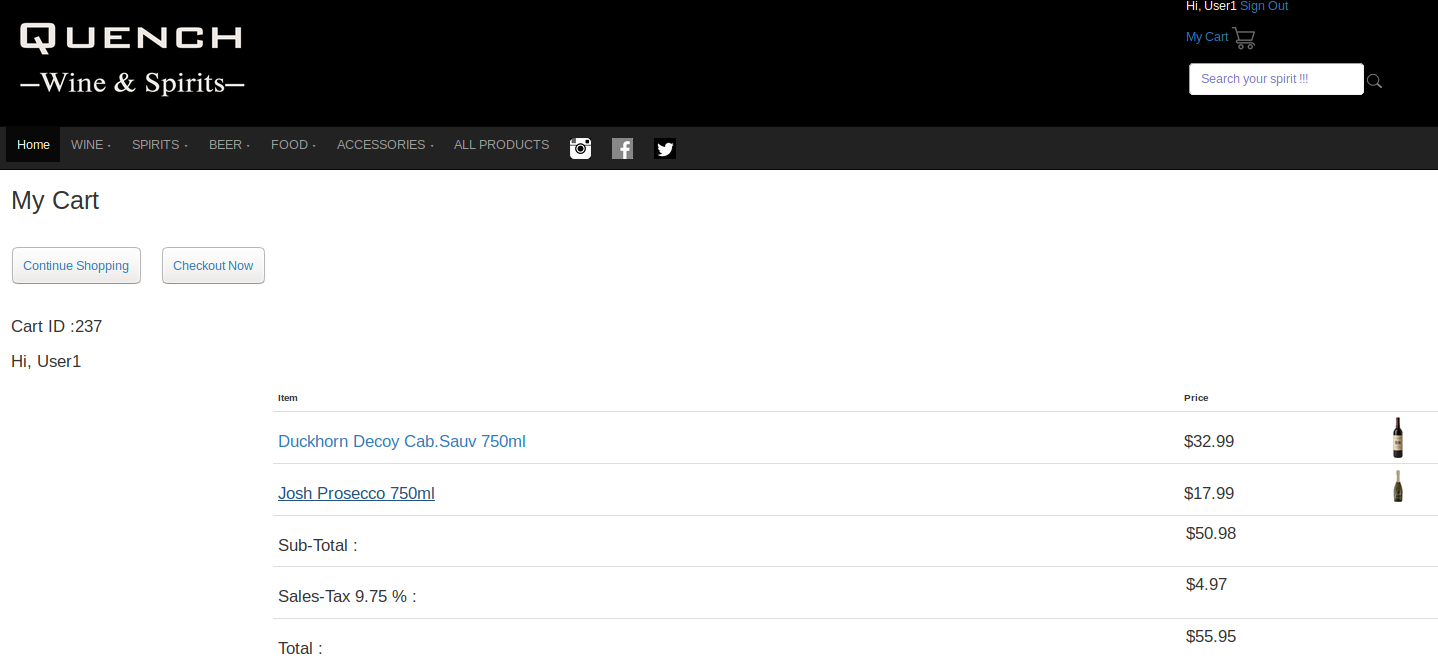 Hi, User1 Sign Out
QUENCH
My Cart
—Wine & Spirits—
Search your spirit !!!
Home WINE SPIRITS BEER FOOD ACCESSORIES ALL PRODUCTS
My Cart
Continue Shopping Checkout Now
Cart ID :237
Hi, User1
Item Price
Duckhorn Decoy Cab.Sauv 750ml $32.99
Josh Prosecco 750ml $17.99
Sub-Total : $50.98
Sales-Tax 9.75 % : $4.97
Total : $55.95